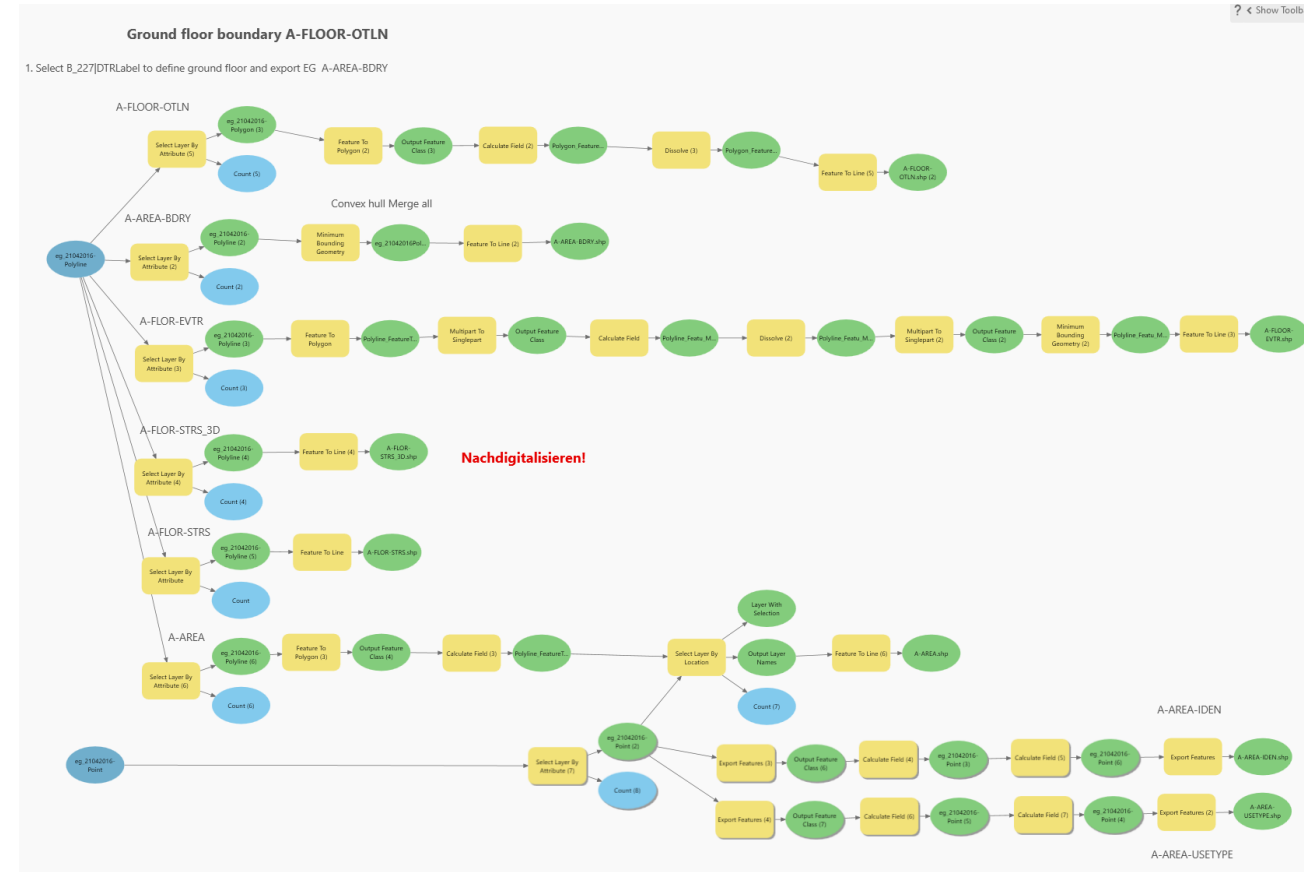 ? < Show Toolb
Ground floor boundary A-FLOOR-OTLN
1. Select B_227|DTRLabel to define ground floor and export EG A-AREA-BDRY
A-FLOOR-OTLN
eg_21042016-
Polygon (3)
Select Layer By
Attribute (5)
Count (5)
Feature To
Polygon (2)
Output Feature
Class (3)
Calculate Field (2)
Polygon_Feature...
Dissolve (3)
Polygon_Feature...
Feature To Line (5)
A-FLOOR-
OTLN.shp (2)
Convex hull Merge all
A-AREA-BDRY
eg_21042016-
Polyline
Select Layer By
Attribute (2)
eg_21042016-
Polyline (2)
Count (2)
Minimum
Bounding
Geometry
eg_21042016Pol...
Feature To Line (2)
A-AREA-BDRY.shp
A-FLOR-EVTR
Select Layer By
Attribute (3)
eg_21042016-
Polyline (3)
Count (3)
Feature To
Polygon
Polyline_FeatureT...
Multipart To
Singlepart
Output Feature
Class
Calculate Field
Polyline_Featu_M...
Dissolve (2)
Polyline_Featu_M...
Multipart To
Singlepart (2)
Output Feature
Class (2)
Minimum
Bounding
Geometry (2)
Polyline_Featu_M...
Feature To Line (3)
A-FLOOR-
EVTR.shp
A-FLOR-STRS_3D
Select Layer By
Attribute (4)
eg_21042016-
Polyline (4)
Count (4)
Feature To Line (4)
A-FLOR-
STRS_3D.shp
Nachdigitalisieren!
A-FLOR-STRS
Select Layer By
Attribute
eg_21042016-
Polyline (5)
Count
Feature To Line
A-FLOR-STRS.shp
A-AREA
Select Layer By
Attribute (6)
eg_21042016-
Polyline (6)
Count (6)
Feature To
Polygon (3)
Output Feature
Class (4)
Calculate Field (3)
Polyline_FeatureT...
Select Layer By
Location
Layer With
Selection
Output Layer
Names
Count (7)
Feature To Line (6)
A-AREA.shp
A-AREA-IDEN
eg_21042016-
Point
Select Layer By
Attribute (7)
eg_21042016-
Point (2)
Count (8)
Export Features (3)
Output Feature
Class (6)
Calculate Field (4)
eg_21042016-
Point (3)
Calculate Field (5)
eg_21042016-
Point (6)
Export Features
A-AREA-IDEN.shp
Export Features (4)
Output Feature
Class (7)
Calculate Field (6)
eg_21042016-
Point (5)
Calculate Field (7)
eg_21042016-
Point (4)
Export Features (2)
A-AREA-
USETYPE.shp
A-AREA-USETYPE